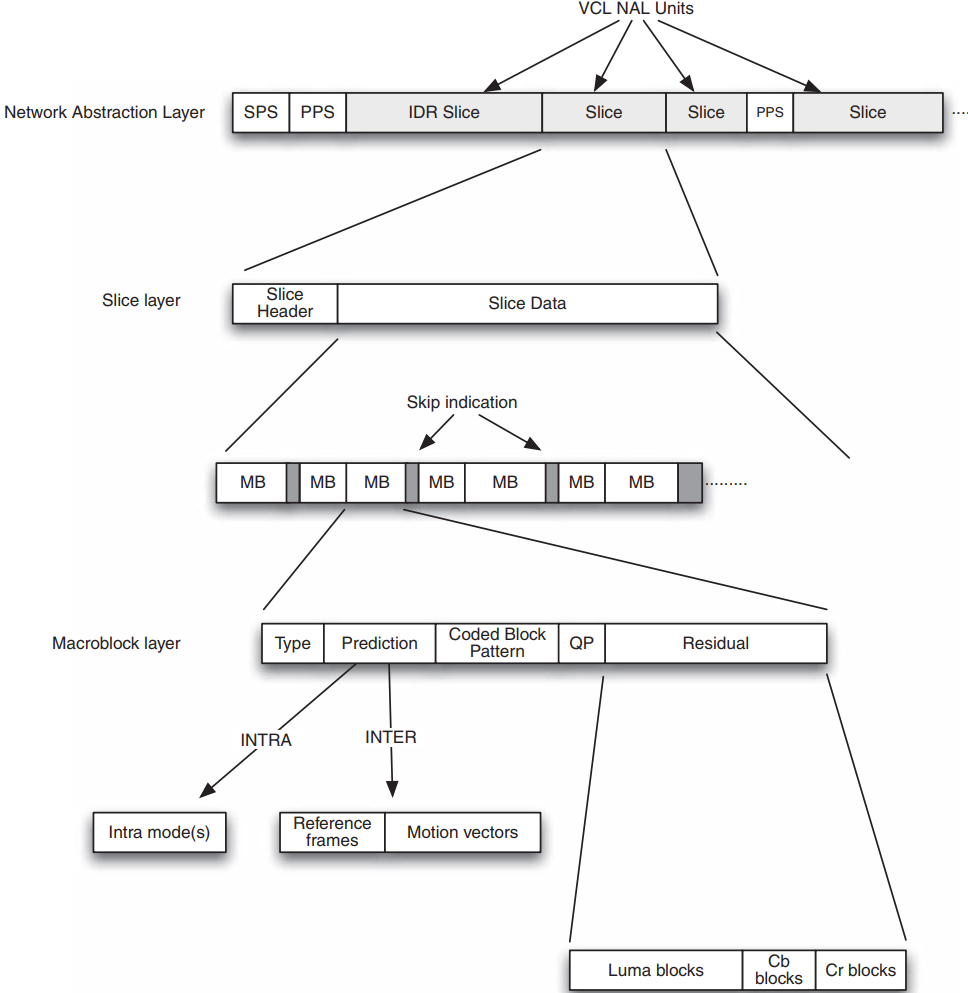 VCL NAL Units
Network Abstraction Layer
SPS
PPS
IDR Slice
Slice
Slice
PPS
Slice
....
Slice layer
Slice
Header
Slice Data
Skip indication
MB
MB
MB
MB
MB
MB
MB
.........
Macroblock layer
Type
Prediction
Coded Block
Pattern
QP
Residual
INTRA
INTER
Intra mode(s)
Reference
frames
Motion vectors
Luma blocks
Cb
blocks
Cr blocks